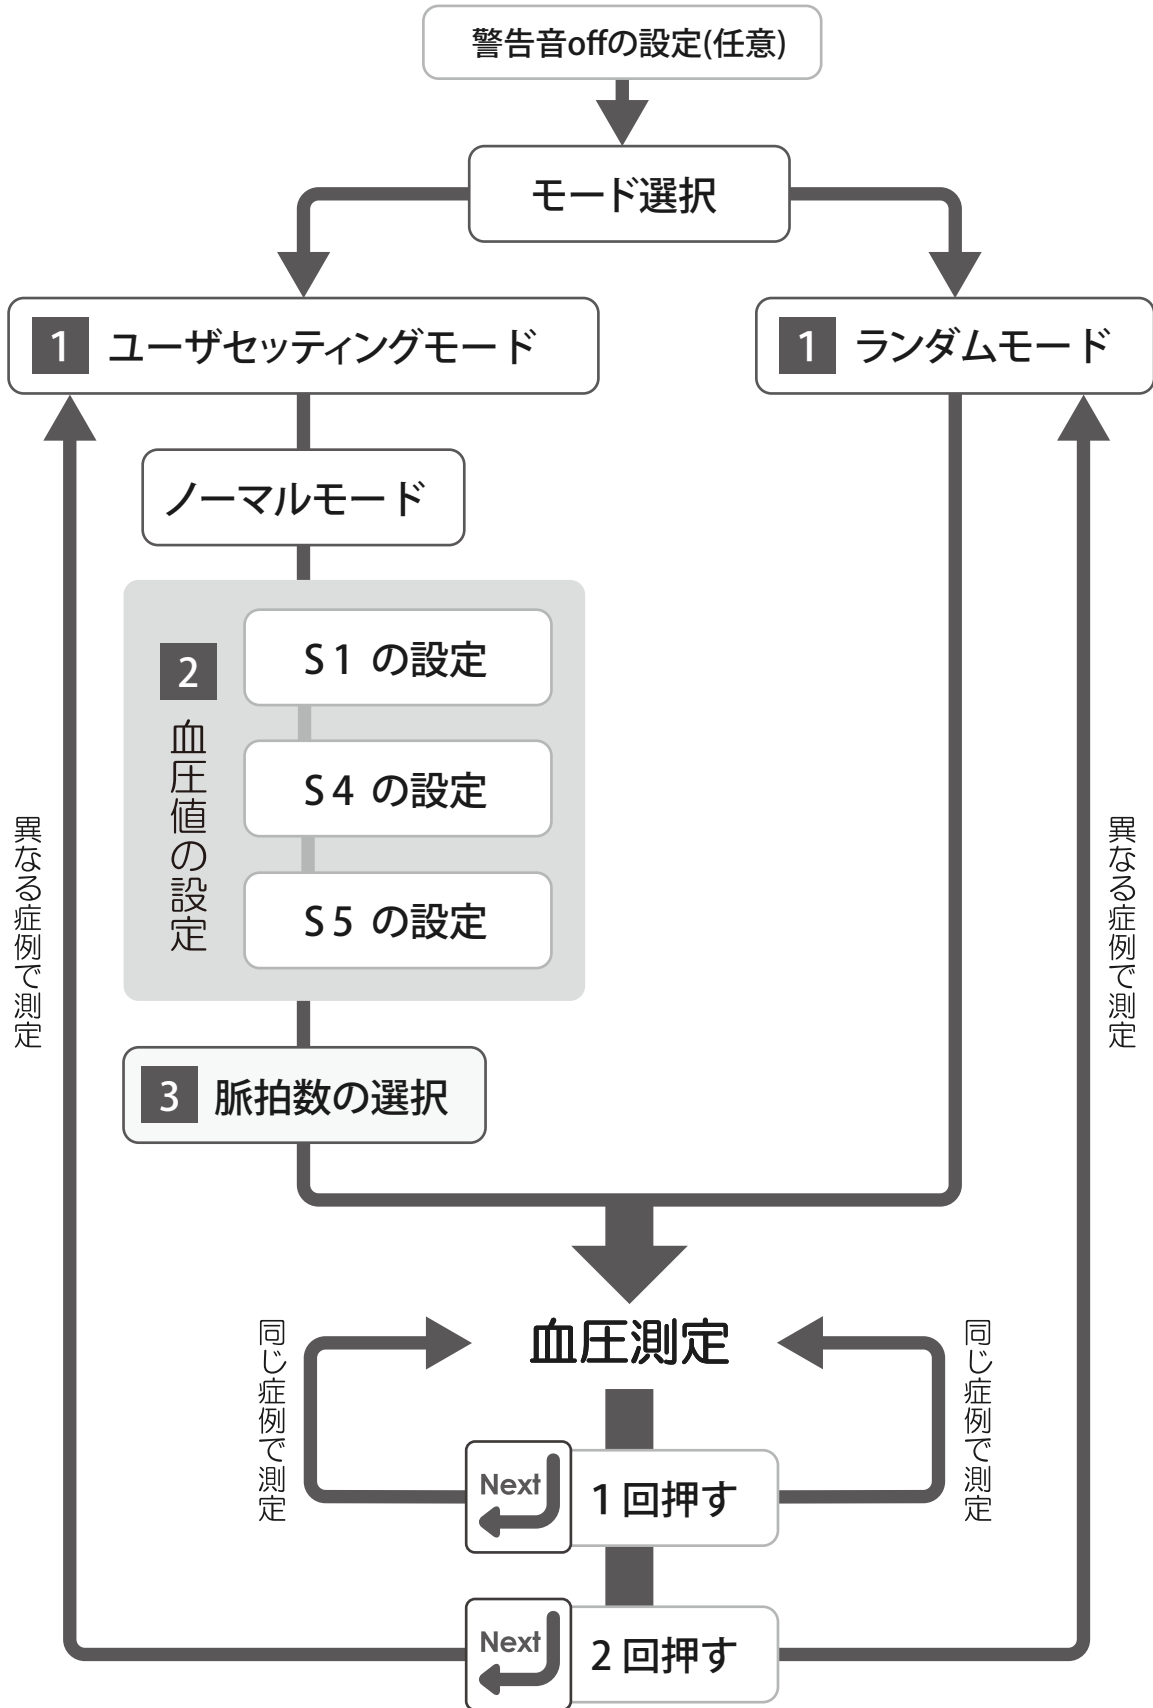 警告音offの設定(任意)
モード選択
1 ユーザセッティングモード
1 ランダムモード
ノーマルモード
2 血圧値の設定
S1 の設定
S4 の設定
S5 の設定
異なる症例で測定
異なる症例で測定
3 脈拍数の選択
血圧測定
同じ症例で測定
同じ症例で測定
Next 1回押す
Next 2回押す